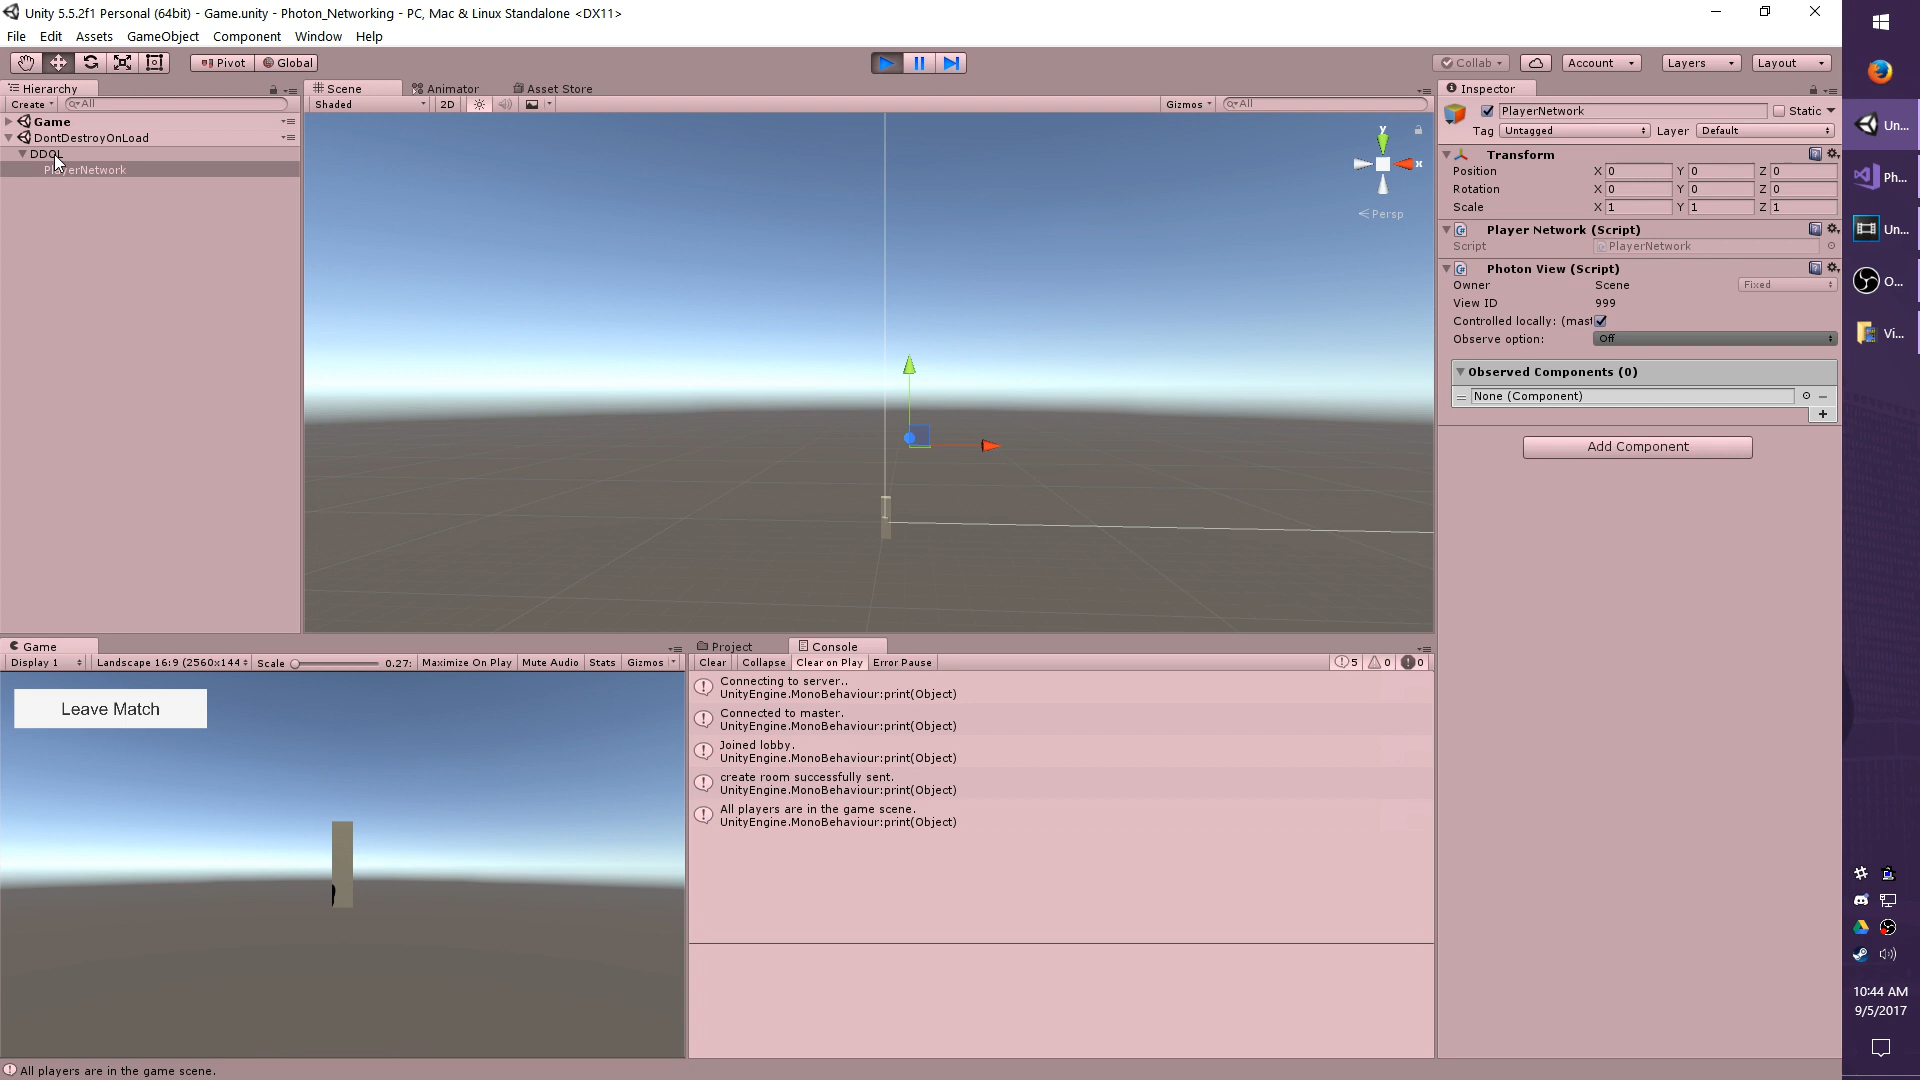 Unity 5.5.2f1 Personal (64bit) - Game.unity - Photon_Networking - PC, Mac & Linux Standalone <DX11>
File Edit Assets GameObject Component Window Help
Pivot Global Collab Account Layers Layout
Hierarchy
Create All
Game
DontDestroyOnLoad
DDOL
PlayerNetwork
Scene Animator Asset Store
Shaded 2D Gizmos All
y
x
Persp
Inspector
PlayerNetwork Static
Tag Untagged Layer Default
Transform
Position X 0 Y 0 Z 0
Rotation X 0 Y 0 Z 0
Scale X 1 Y 1 Z 1
Player Network (Script)
Script PlayerNetwork
Photon View (Script)
Owner Scene Fixed
View ID 999
Controlled locally: (mast
Observe option: Off
Observed Components (0)
None (Component)
Add Component
Game
Display 1 Landscape 16:9 (2560x144 Scale 0.27: Maximize On Play Mute Audio Stats Gizmos
Leave Match
Project Console
Clear Collapse Clear on Play Error Pause 5 0 0
Connecting to server..
UnityEngine.MonoBehaviour:print(Object)
Connected to master.
UnityEngine.MonoBehaviour:print(Object)
Joined lobby.
UnityEngine.MonoBehaviour:print(Object)
create room successfully sent.
UnityEngine.MonoBehaviour:print(Object)
All players are in the game scene.
UnityEngine.MonoBehaviour:print(Object)
All players are in the game scene.
Un...
Ph...
Un...
O...
Vi...
10:44 AM
9/5/2017